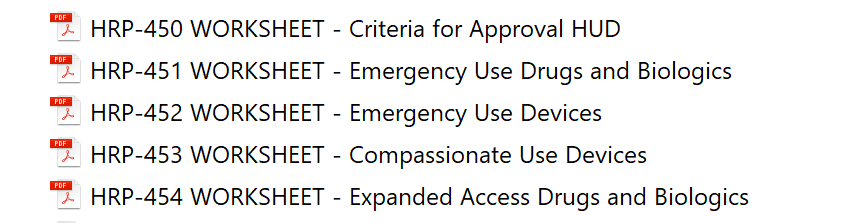 HRP-450 WORKSHEET - Criteria for Approval HUD
HRP-451 WORKSHEET - Emergency Use Drugs and Biologics
HRP-452 WORKSHEET - Emergency Use Devices
HRP-453 WORKSHEET - Compassionate Use Devices
HRP-454 WORKSHEET - Expanded Access Drugs and Biologics